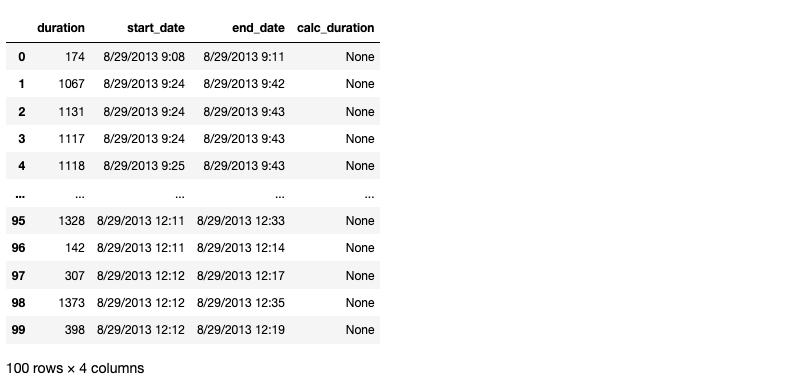 duration start_date end_date calc_duration
0 174 8/29/2013 9:08 8/29/2013 9:11 None
1 1067 8/29/2013 9:24 8/29/2013 9:42 None
2 1131 8/29/2013 9:24 8/29/2013 9:43 None
3 1117 8/29/2013 9:24 8/29/2013 9:43 None
4 1118 8/29/2013 9:25 8/29/2013 9:43 None
... ... ... ... ...
95 1328 8/29/2013 12:11 8/29/2013 12:33 None
96 142 8/29/2013 12:11 8/29/2013 12:14 None
97 307 8/29/2013 12:12 8/29/2013 12:17 None
98 1373 8/29/2013 12:12 8/29/2013 12:35 None
99 398 8/29/2013 12:12 8/29/2013 12:19 None
100 rows × 4 columns